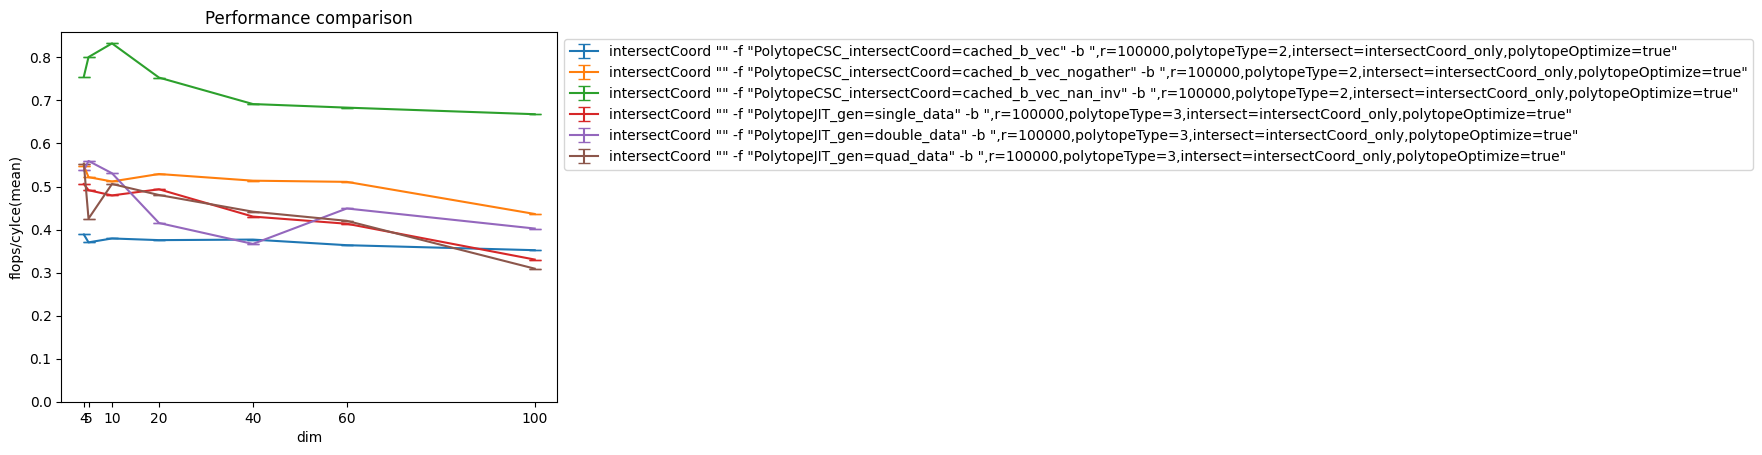 Performance comparison
flops/cylce(mean)
0.8
0.7
0.6
0.5
0.4
0.3
0.2
0.1
0.0
4 5 10 20 40 60 100
dim
intersectCoord "" -f "PolytopeCSC_intersectCoord=cached_b_vec" -b ",r=100000,polytopeType=2,intersect=intersectCoord_only,polytopeOptimize=true"
intersectCoord "" -f "PolytopeCSC_intersectCoord=cached_b_vec_nogather" -b ",r=100000,polytopeType=2,intersect=intersectCoord_only,polytopeOptimize=true"
intersectCoord "" -f "PolytopeCSC_intersectCoord=cached_b_vec_nan_inv" -b ",r=100000,polytopeType=2,intersect=intersectCoord_only,polytopeOptimize=true"
intersectCoord "" -f "PolytopeJIT_gen=single_data" -b ",r=100000,polytopeType=3,intersect=intersectCoord_only,polytopeOptimize=true"
intersectCoord "" -f "PolytopeJIT_gen=double_data" -b ",r=100000,polytopeType=3,intersect=intersectCoord_only,polytopeOptimize=true"
intersectCoord "" -f "PolytopeJIT_gen=quad_data" -b ",r=100000,polytopeType=3,intersect=intersectCoord_only,polytopeOptimize=true"